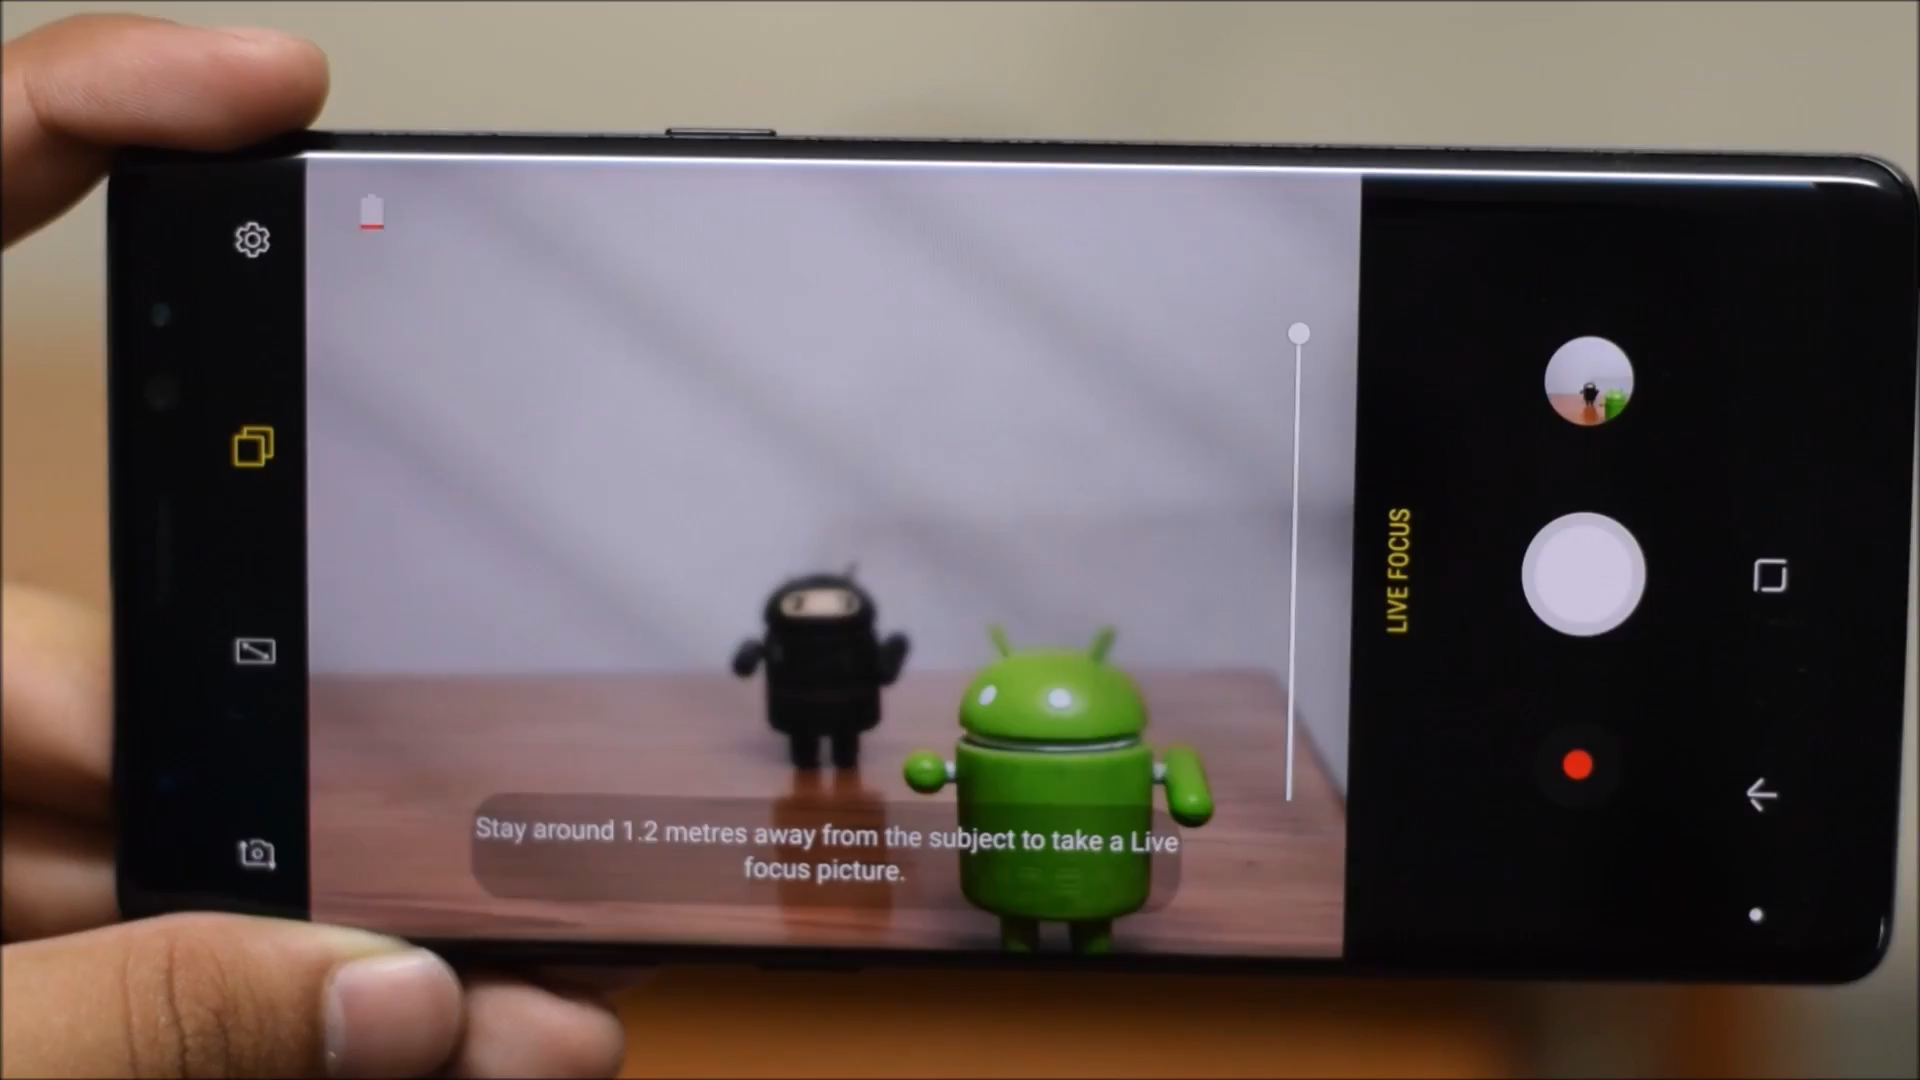 LIVE FOCUS
Stay around 1.2 metres away from the subject to take a Live
focus picture.